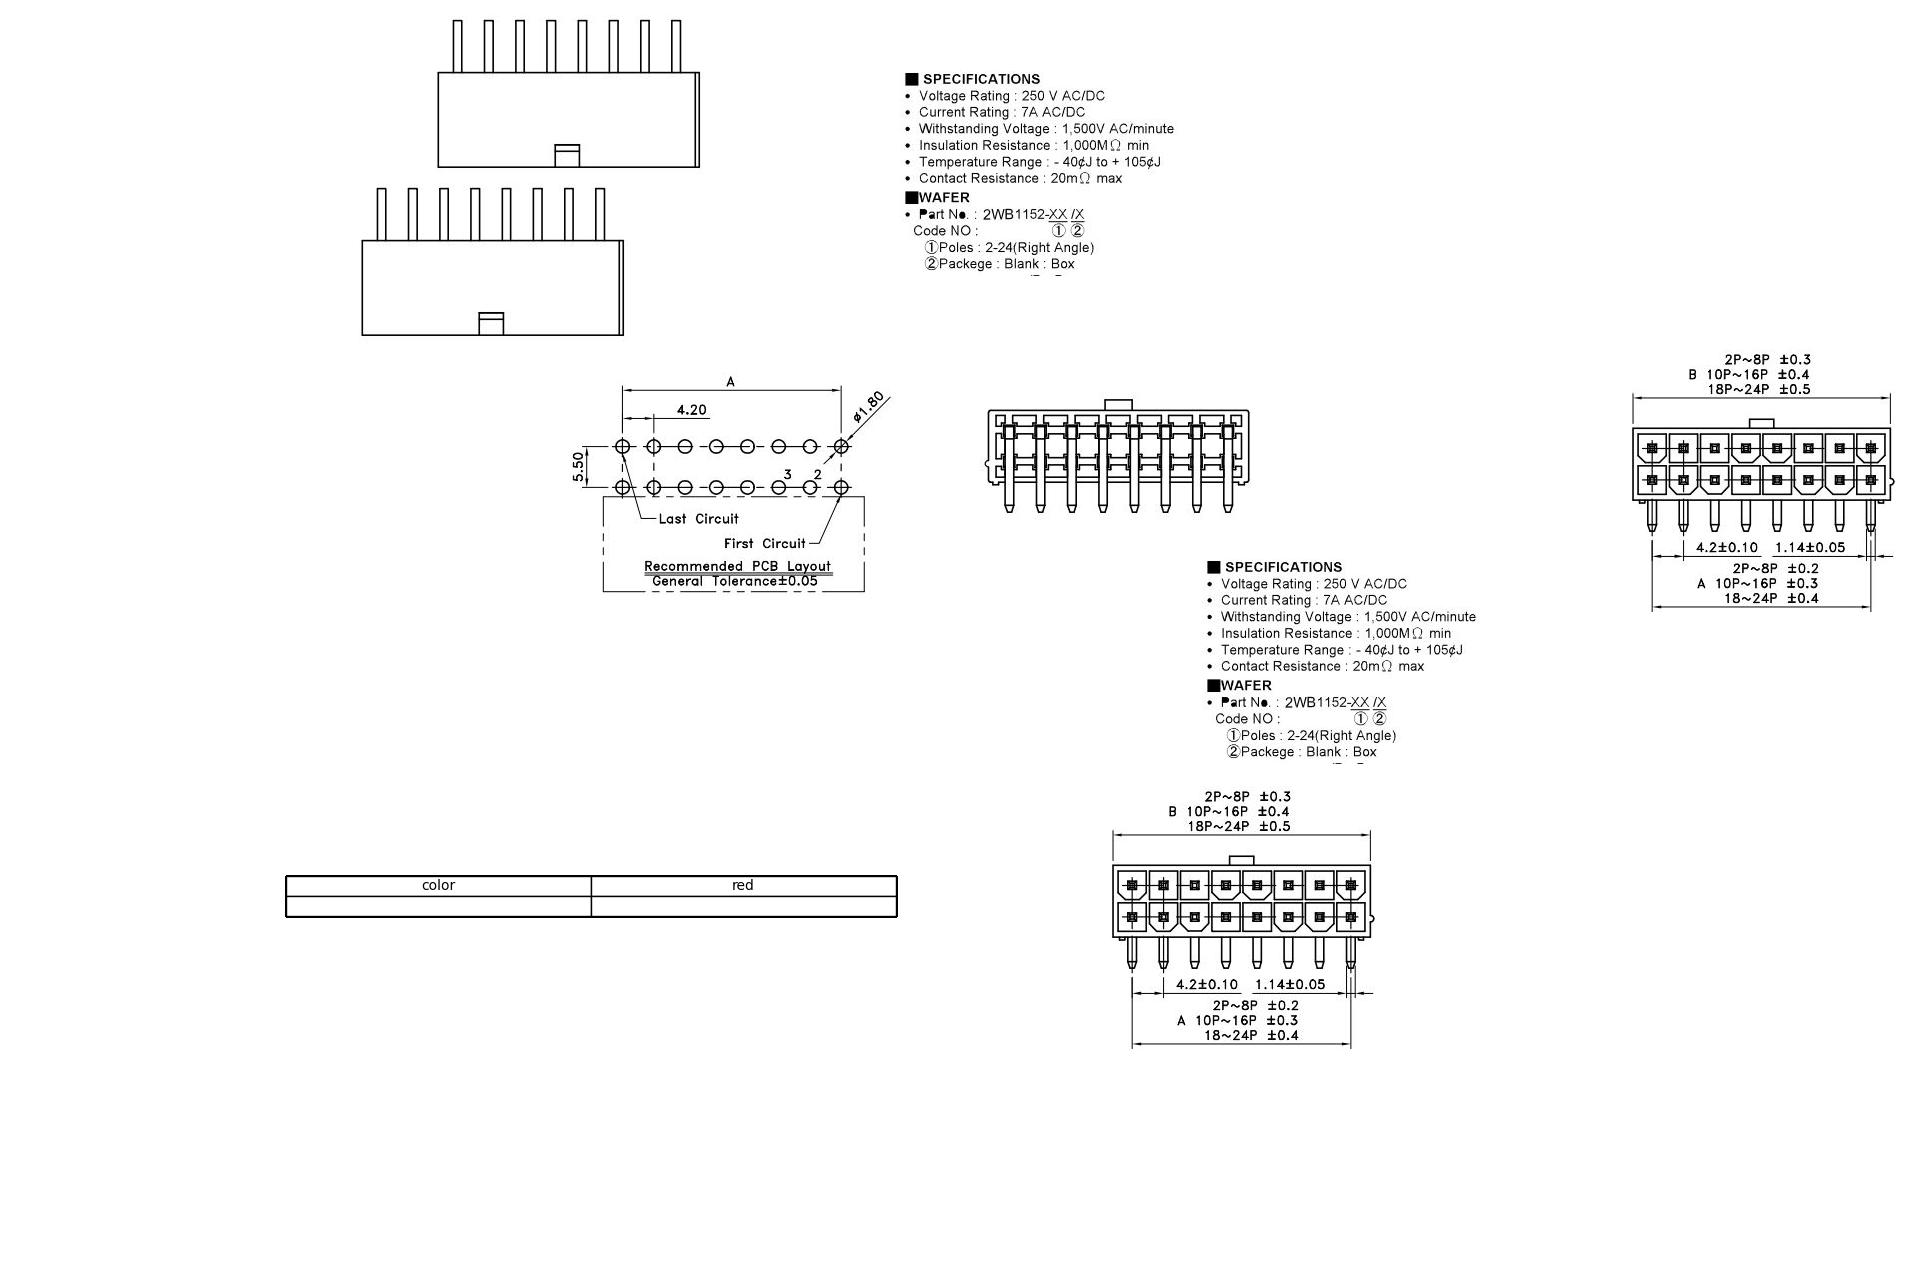 ■ SPECIFICATIONS
• Voltage Rating : 250 V AC/DC
• Current Rating : 7A AC/DC
• Withstanding Voltage : 1,500V AC/minute
• Insulation Resistance : 1,000MΩ min
• Temperature Range : - 40¢J to + 105¢J
• Contact Resistance : 20mΩ max
■WAFER
• Part No. : 2WB1152-XX /X
Code NO : ① ②
①Poles : 2-24(Right Angle)
②Packege : Blank : Box
A
4.20
ø1.80
5.50
3 2
Last Circuit
First Circuit
Recommended PCB Layout
General Tolerance±0.05
2P~8P ±0.3
B 10P~16P ±0.4
18P~24P ±0.5
4.2±0.10 1.14±0.05
2P~8P ±0.2
A 10P~16P ±0.3
18~24P ±0.4
■ SPECIFICATIONS
• Voltage Rating : 250 V AC/DC
• Current Rating : 7A AC/DC
• Withstanding Voltage : 1,500V AC/minute
• Insulation Resistance : 1,000MΩ min
• Temperature Range : - 40¢J to + 105¢J
• Contact Resistance : 20mΩ max
■WAFER
• Part No. : 2WB1152-XX /X
Code NO : ① ②
①Poles : 2-24(Right Angle)
②Packege : Blank : Box
2P~8P ±0.3
B 10P~16P ±0.4
18P~24P ±0.5
4.2±0.10 1.14±0.05
2P~8P ±0.2
A 10P~16P ±0.3
18~24P ±0.4
color red